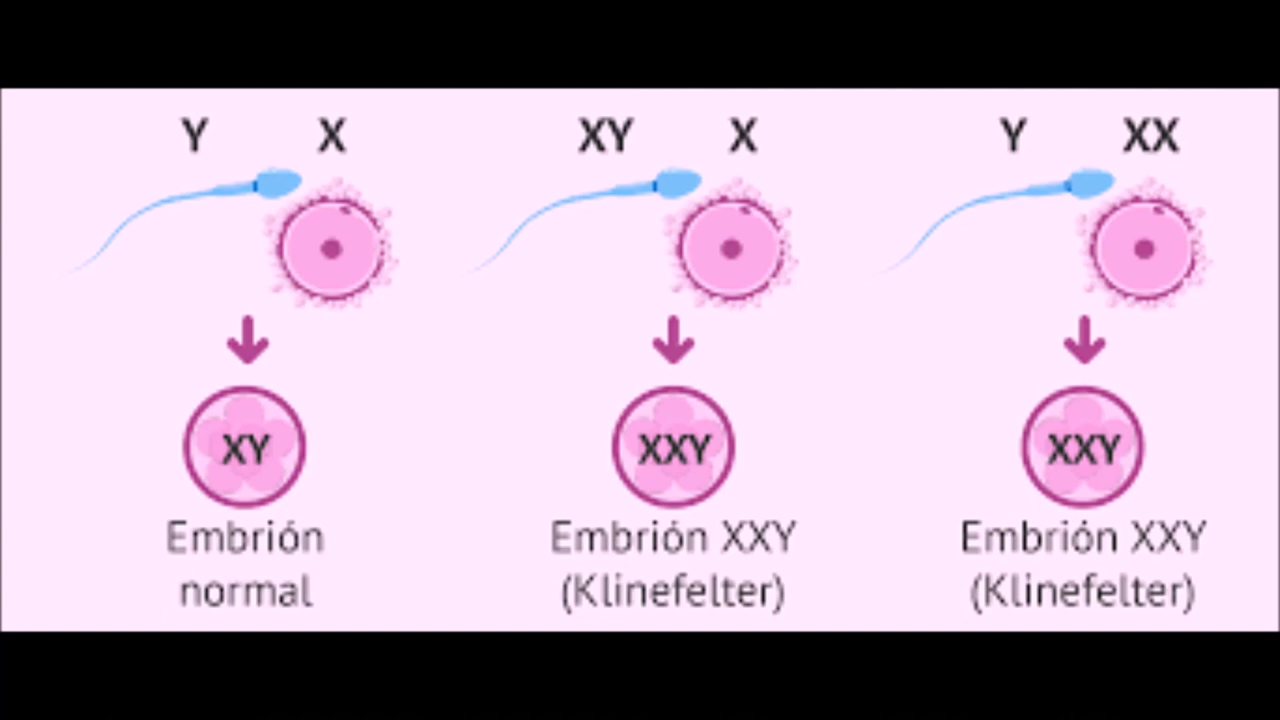 Y X XY X Y XX
XY XXY XXY
Embrión Embrión XXY Embrión XXY
normal (Klinefelter) (Klinefelter)